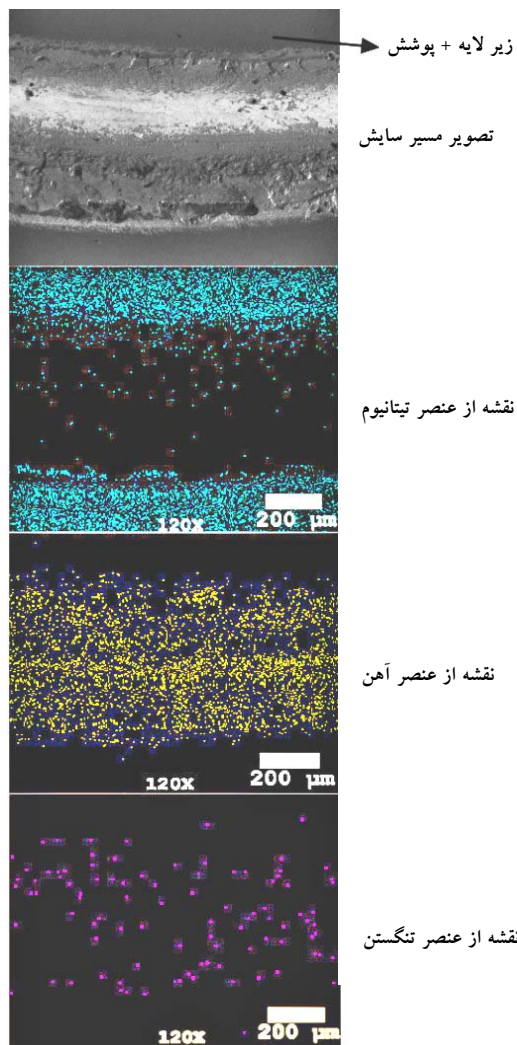 زیر لایه + پوشش
تصویر مسیر سایش
نقشه از عنصر تیتانیوم
120X
200 µm
نقشه از عنصر آهن
120X
200 µm
نقشه از عنصر تنگستن
120X
200 µm